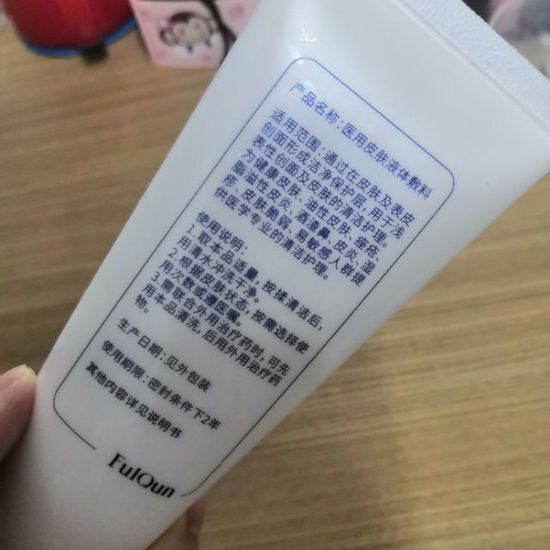 产品名称:医用皮肤液体敷料
适用范围:通过在皮肤及表皮
创面形成洁净保护层,用于浅
表性创面及皮肤的清洁护理。
为健康皮肤、油性皮肤、痤疮、
脂溢性皮炎、酒渣鼻、皮炎、湿
疹、皮肤脆弱、易敏感人群提
供医学专业的清洁护理。
使用说明:
1.取本品适量,按揉清洁后,
用清水冲洗干净。
2.根据皮肤状态,按需选择使
用次数或遵医嘱。
3.需联合外用治疗药时,可先
用本品清洗,后用外用治疗药
物。
生产日期:见外包装
使用期限:密封条件下2年
其他内容详见说明书
FulQun